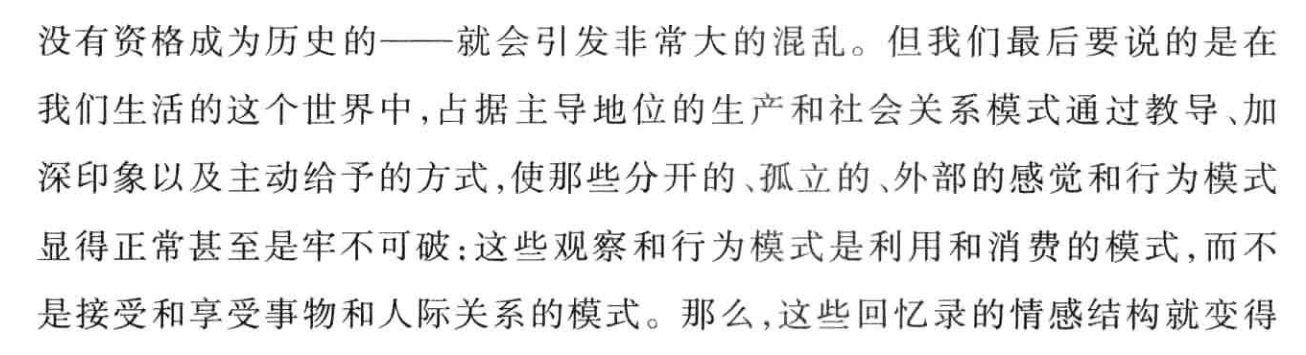 没有资格成为历史的——就会引发非常大的混乱。但我们最后要说的是在
我们生活的这个世界中,占据主导地位的生产和社会关系模式通过教导、加
深印象以及主动给予的方式,使那些分开的、孤立的、外部的感觉和行为模式
显得正常甚至是牢不可破:这些观察和行为模式是利用和消费的模式,而不
是接受和享受事物和人际关系的模式。那么,这些回忆录的情感结构就变得